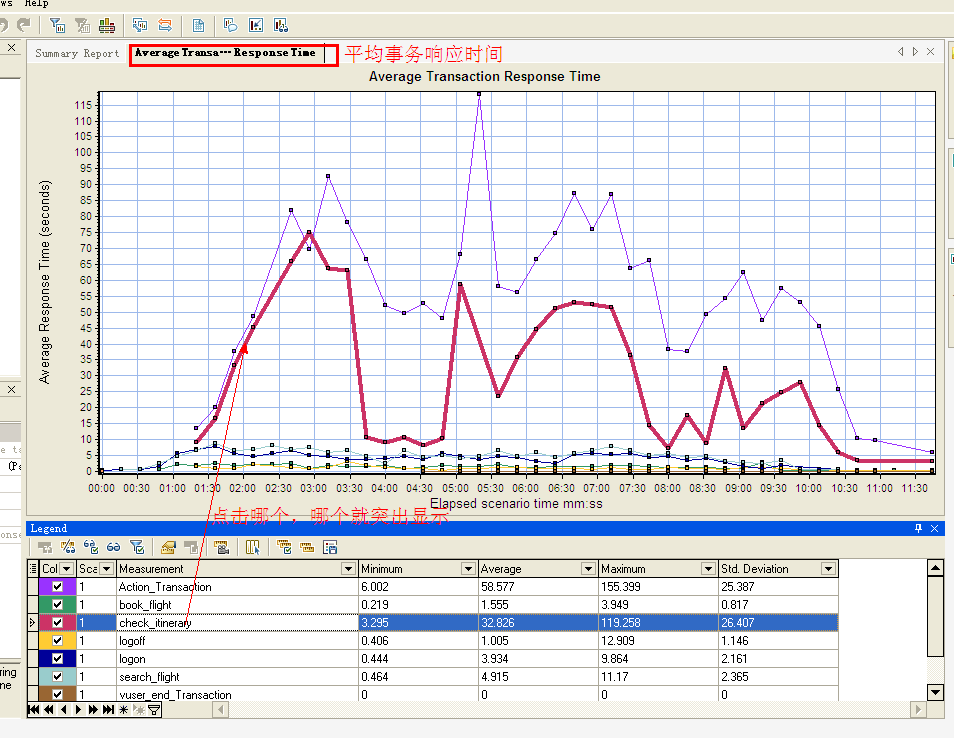 ws Help
Summary Report
Average Transa--- Response Time
平均事务响应时间
Average Transaction Response Time
Average Response Time (seconds)
115
110
105
100
95
90
85
80
75
70
65
60
55
50
45
40
35
30
25
20
15
10
5
0
00:00 00:30 01:00 01:30 02:00 02:30 03:00 03:30 04:00 04:30 05:00 05:30 06:00 06:30 07:00 07:30 08:00 08:30 09:00 09:30 10:00 10:30 11:00 11:30
Elapsed scenario time mm:ss
点击哪个，哪个就突出显示
Legend
Col Sca Measurement Minimum Average Maximum Std. Deviation
1 Action_Transaction 6.002 58.577 155.399 25.387
1 book_flight 0.219 1.555 3.949 0.817
1 check_itinerary 3.295 32.826 119.258 26.407
1 logoff 0.406 1.005 12.909 1.146
1 logon 0.444 3.934 9.864 2.161
1 search_flight 0.464 4.915 11.17 2.365
1 vuser_end_Transaction 0 0 0 0